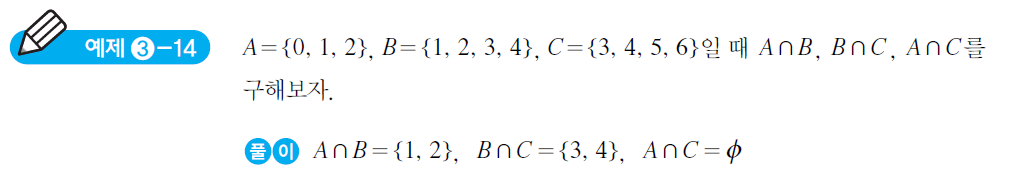 예제 3-14 A={0, 1, 2}, B={1, 2, 3, 4}, C={3, 4, 5, 6}일 때 A∩B, B∩C, A∩C를
구해보자.
풀이 A∩B={1, 2}, B∩C={3, 4}, A∩C=ϕ